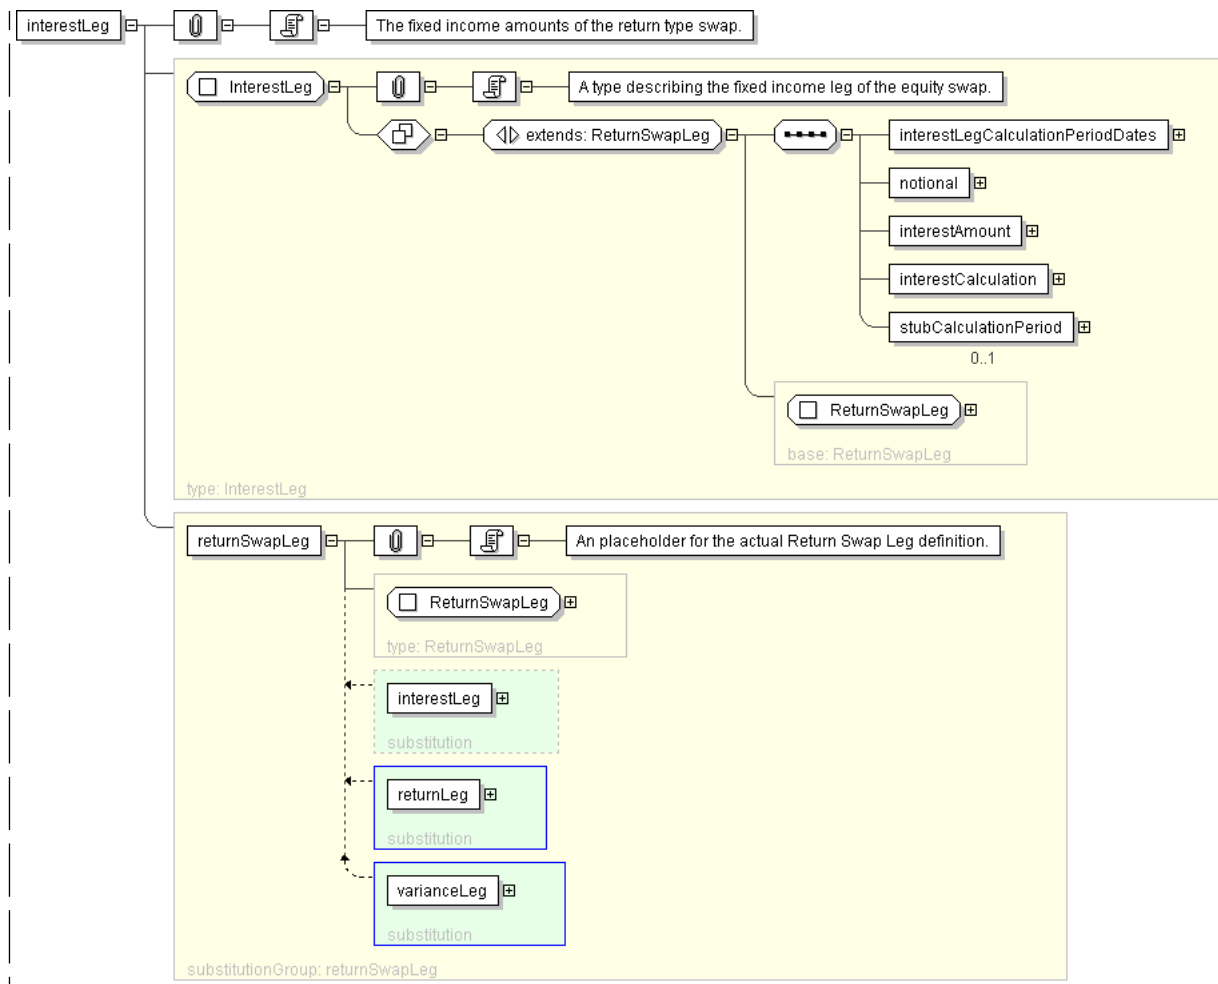 interestLeg
The fixed income amounts of the return type swap.
InterestLeg
A type describing the fixed income leg of the equity swap.
extends: ReturnSwapLeg
interestLegCalculationPeriodDates
notional
interestAmount
interestCalculation
stubCalculationPeriod
0..1
ReturnSwapLeg
base: ReturnSwapLeg
type: InterestLeg
returnSwapLeg
An placeholder for the actual Return Swap Leg definition.
ReturnSwapLeg
type: ReturnSwapLeg
interestLeg
substitution
returnLeg
substitution
varianceLeg
substitution
substitutionGroup: returnSwapLeg